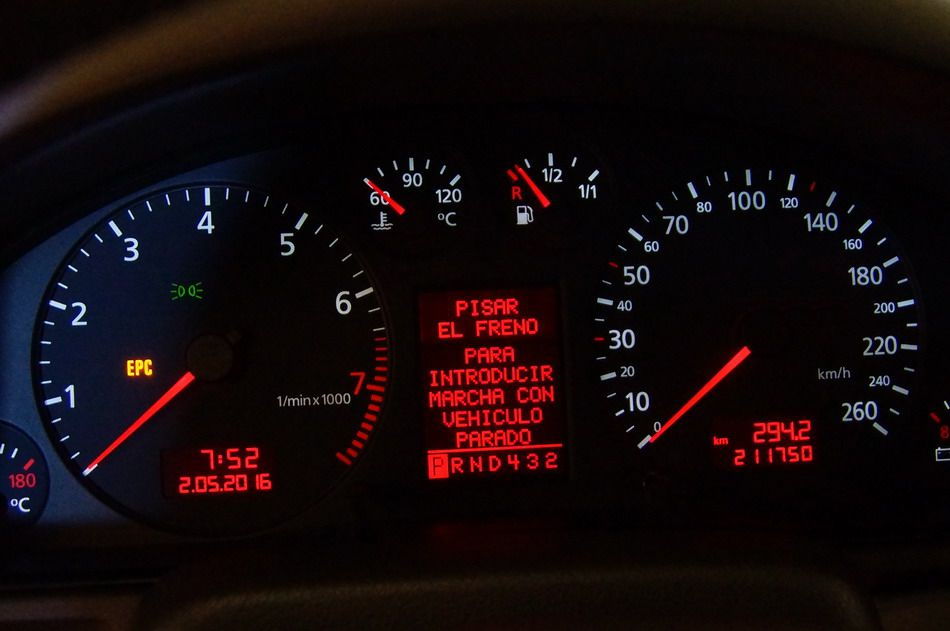 60 90 120
°C
R 1/2 1/1
1 2 3 4 5 6 7
1/min x 1000
EPC
7:52
2.05.2016
180
°C
PISAR
EL FRENO
PARA
INTRODUCIR
MARCHA CON
VEHICULO
PARADO
PRND432
0 10 20 30 40 50 60 70 80 100 120 140 160 180 200 220 240 260
km/h
km 294.2
211750